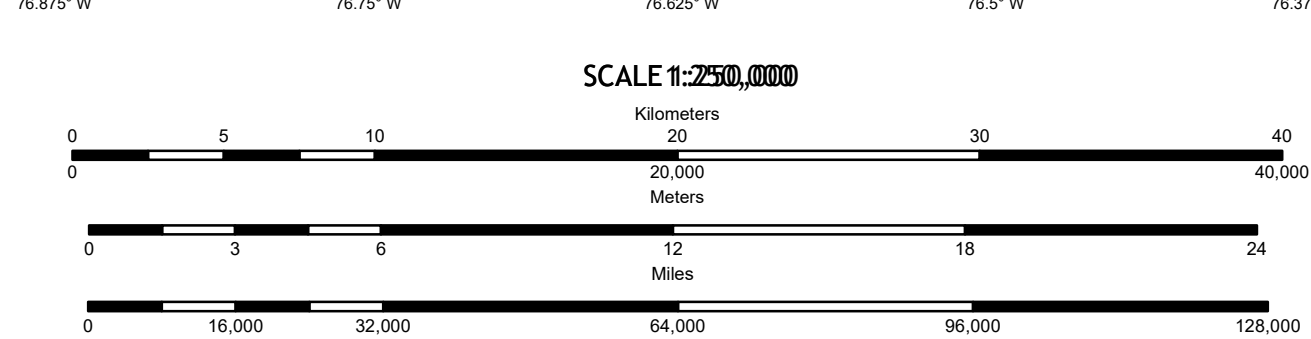 76.875° W 76.75° W 76.625° W 76.5° W 76.37
SCALE 1:250,000
Kilometers
0 5 10 20 30 40
0 20,000 40,000
Meters
0 3 6 12 18 24
Miles
0 16,000 32,000 64,000 96,000 128,000